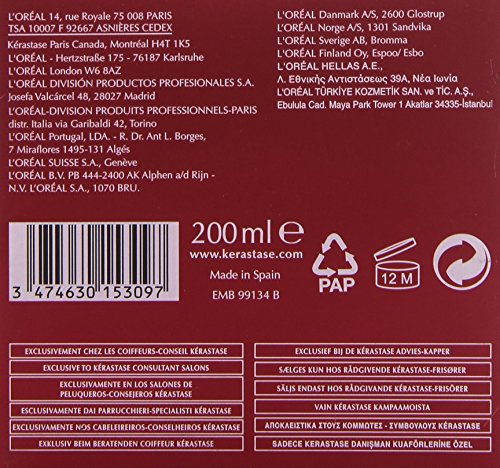 L'ORÉAL 14, rue Royale 75 008 PARIS
TSA 10007 F 92667 ASNIÈRES CEDEX
Kérastase Paris Canada, Montréal H4T 1K5
L'ORÉAL - Hertzstraße 175 - 76187 Karlsruhe
L'ORÉAL London W6 8AZ
L'ORÉAL DIVISIÓN PRODUCTOS PROFESIONALES S.A.
Josefa Valcárcel 48, 28027 Madrid
L'ORÉAL-DIVISION PRODUITS PROFESSIONNELS-PARIS
distr. Italia via Garibaldi 42, Torino
L'ORÉAL Portugal, LDA. - R. Dr. Ant L. Borges,
7 Miraflores 1495-131 Algés
L'ORÉAL SUISSE S.A., Genève
L'ORÉAL B.V. PB 444-2400 AK Alphen a/d Rijn -
N.V. L'ORÉAL S.A., 1070 BRU.
L'ORÉAL Danmark A/S, 2600 Glostrup
L'ORÉAL Norge A/S, 1301 Sandvika
L'ORÉAL Sverige AB, Bromma
L'ORÉAL Finland Oy, Espoo/ Esbo
L'ORÉAL HELLAS A.E.,
Λ. Εθνικής Αντιστάσεως 39Α, Νέα Ιωνία
L'ORÉAL TÜRKİYE KOZMETİK SAN. ve TİC. A.Ş.,
Ebulula Cad. Maya Park Tower 1 Akatlar 34335-İstanbul
3 474630 153097
200 ml e
www.kerastase.com
Made in Spain
EMB 99134 B
PAP
12 M
EXCLUSIVEMENT CHEZ LES COIFFEURS-CONSEIL KÉRASTASE
EXCLUSIVE TO KÉRASTASE CONSULTANT SALONS
EXCLUSIVAMENTE EN LOS SALONES DE
PELUQUEROS-CONSEJEROS KÉRASTASE
ESCLUSIVAMENTE DAI PARRUCCHIERI-SPECIALISTI KÉRASTASE
EXCLUSIVAMENTE NOS CABELEIREIROS-CONSELHEIROS KÉRASTASE
EXKLUSIV BEIM BERATENDEN COIFFEUR KÉRASTASE
EXCLUSIEF BIJ DE KÉRASTASE ADVIES-KAPPER
SÆLGES KUN HOS RÅDGIVENDE KÉRASTASE-FRISØRER
SÄLJS ENDAST HOS RÅDGIVANDE KÉRASTASE-FRISÖRER
VAIN KÉRASTASE KAMPAAMOISTA
ΑΠΟΚΛΕΙΣΤΙΚΑ ΣΤΟΥΣ ΚΟΜΜΩΤΕΣ - ΣΥΜΒΟΥΛΟΥΣ KÉRASTASE
SADECE KERASTASE DANIŞMAN KUAFÖRLERİNE ÖZEL